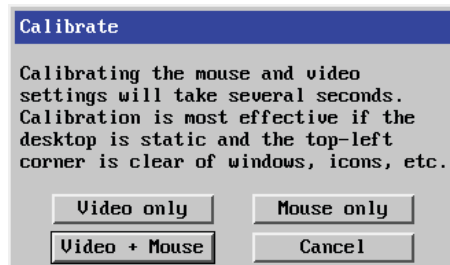 Calibrate
Calibrating the mouse and video
settings will take several seconds.
Calibration is most effective if the
desktop is static and the top-left
corner is clear of windows, icons, etc.
Video only
Mouse only
Video + Mouse
Cancel